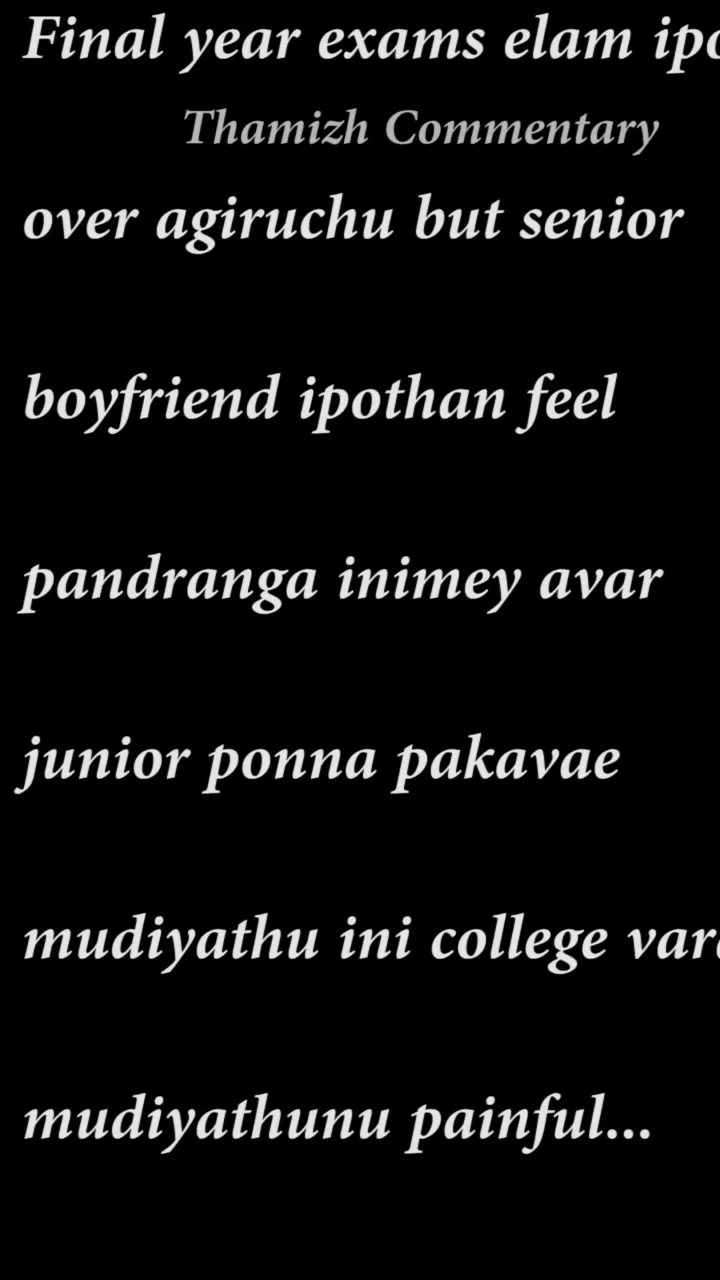 Final year exams elam
Thamizh Commentary
over agiruchu but senior
boyfriend ipothan feel
pandranga inimey avar
junior ponna pakavae
mudiyathu ini college
mudiyathunu painful...